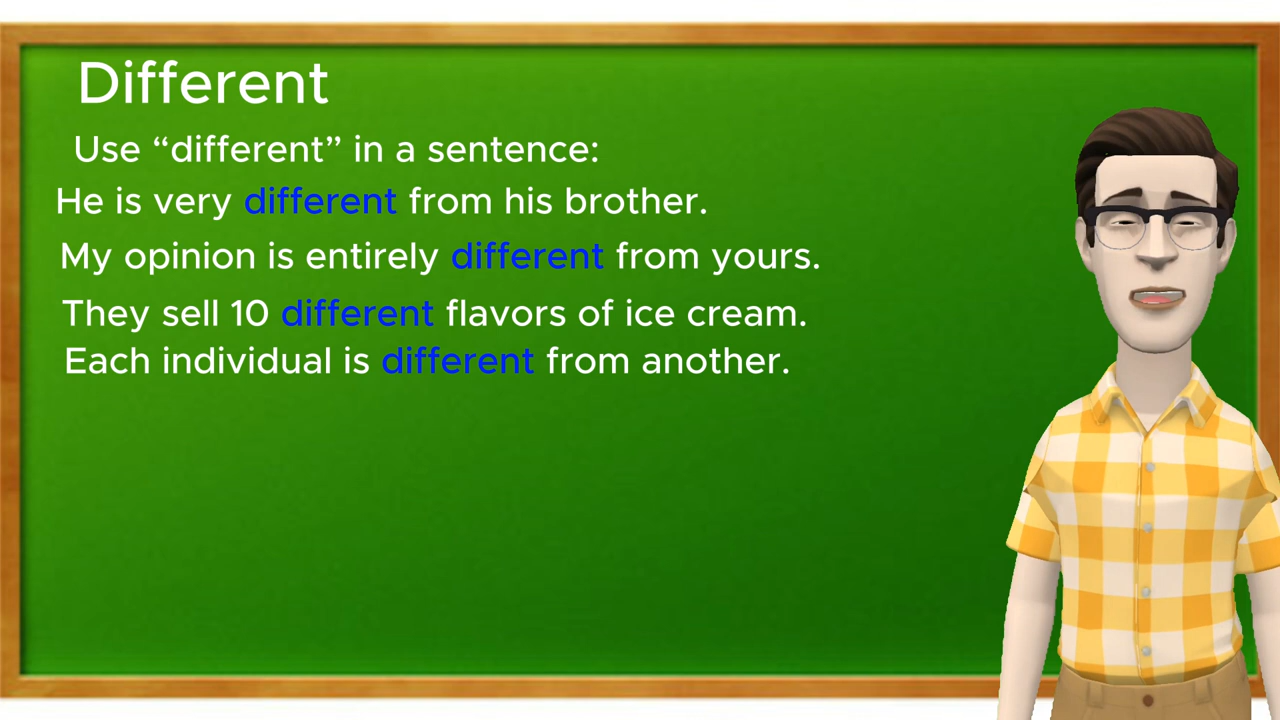 Different
Use “different” in a sentence:
He is very different from his brother.
My opinion is entirely different from yours.
They sell 10 different flavors of ice cream.
Each individual is different from another.